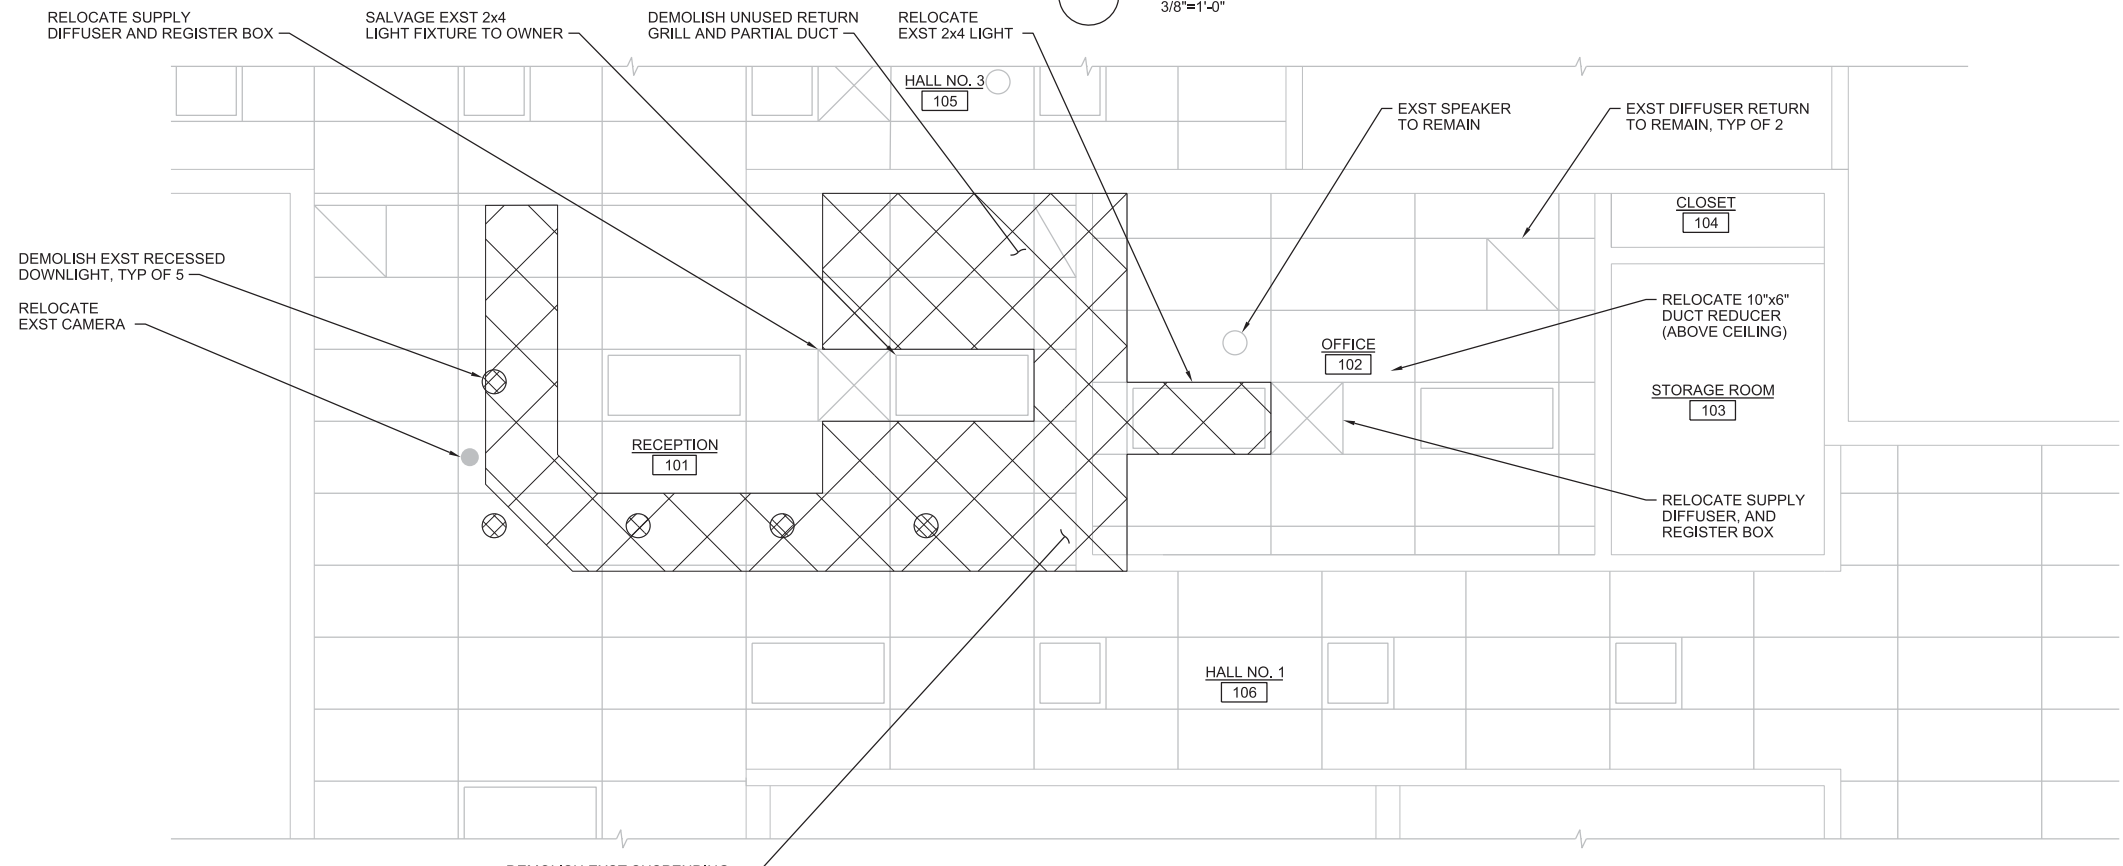 3/8"=1'-0"
RELOCATE SUPPLY
DIFFUSER AND REGISTER BOX
SALVAGE EXST 2x4
LIGHT FIXTURE TO OWNER
DEMOLISH UNUSED RETURN
GRILL AND PARTIAL DUCT
RELOCATE
EXST 2x4 LIGHT
HALL NO. 3
105
EXST SPEAKER
TO REMAIN
EXST DIFFUSER RETURN
TO REMAIN, TYP OF 2
CLOSET
104
DEMOLISH EXST RECESSED
DOWNLIGHT, TYP OF 5
RELOCATE
EXST CAMERA
RELOCATE 10"x6"
DUCT REDUCER
(ABOVE CEILING)
OFFICE
102
STORAGE ROOM
103
RECEPTION
101
RELOCATE SUPPLY
DIFFUSER, AND
REGISTER BOX
HALL NO. 1
106